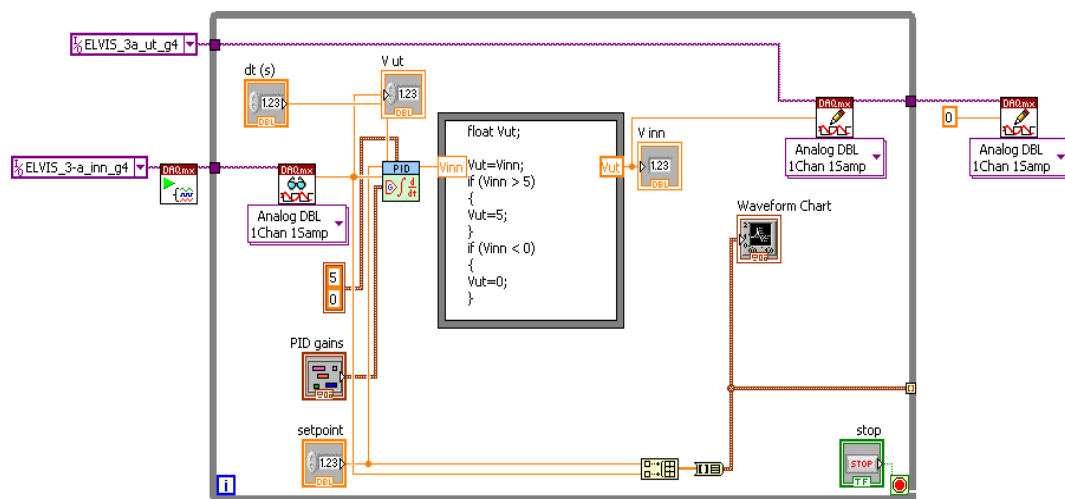 ELVIS_3a_ut_g4
dt (s)
1.23
DBL
V ut
1.23
DBL
ELVIS_3-a_inn_g4
DAQmx
DAQmx
Analog DBL
1Chan 1Samp
PID
d
dt
Vinn
float Vut;
Vut=Vinn;
if (Vinn > 5)
{
Vut=5;
}
if (Vinn < 0)
{
Vut=0;
}
Vut
V inn
1.23
DBL
DAQmx
Analog DBL
1Chan 1Samp
0
DAQmx
Analog DBL
1Chan 1Samp
Waveform Chart
5
0
PID gains
setpoint
1.23
DBL
stop
STOP
TF
i